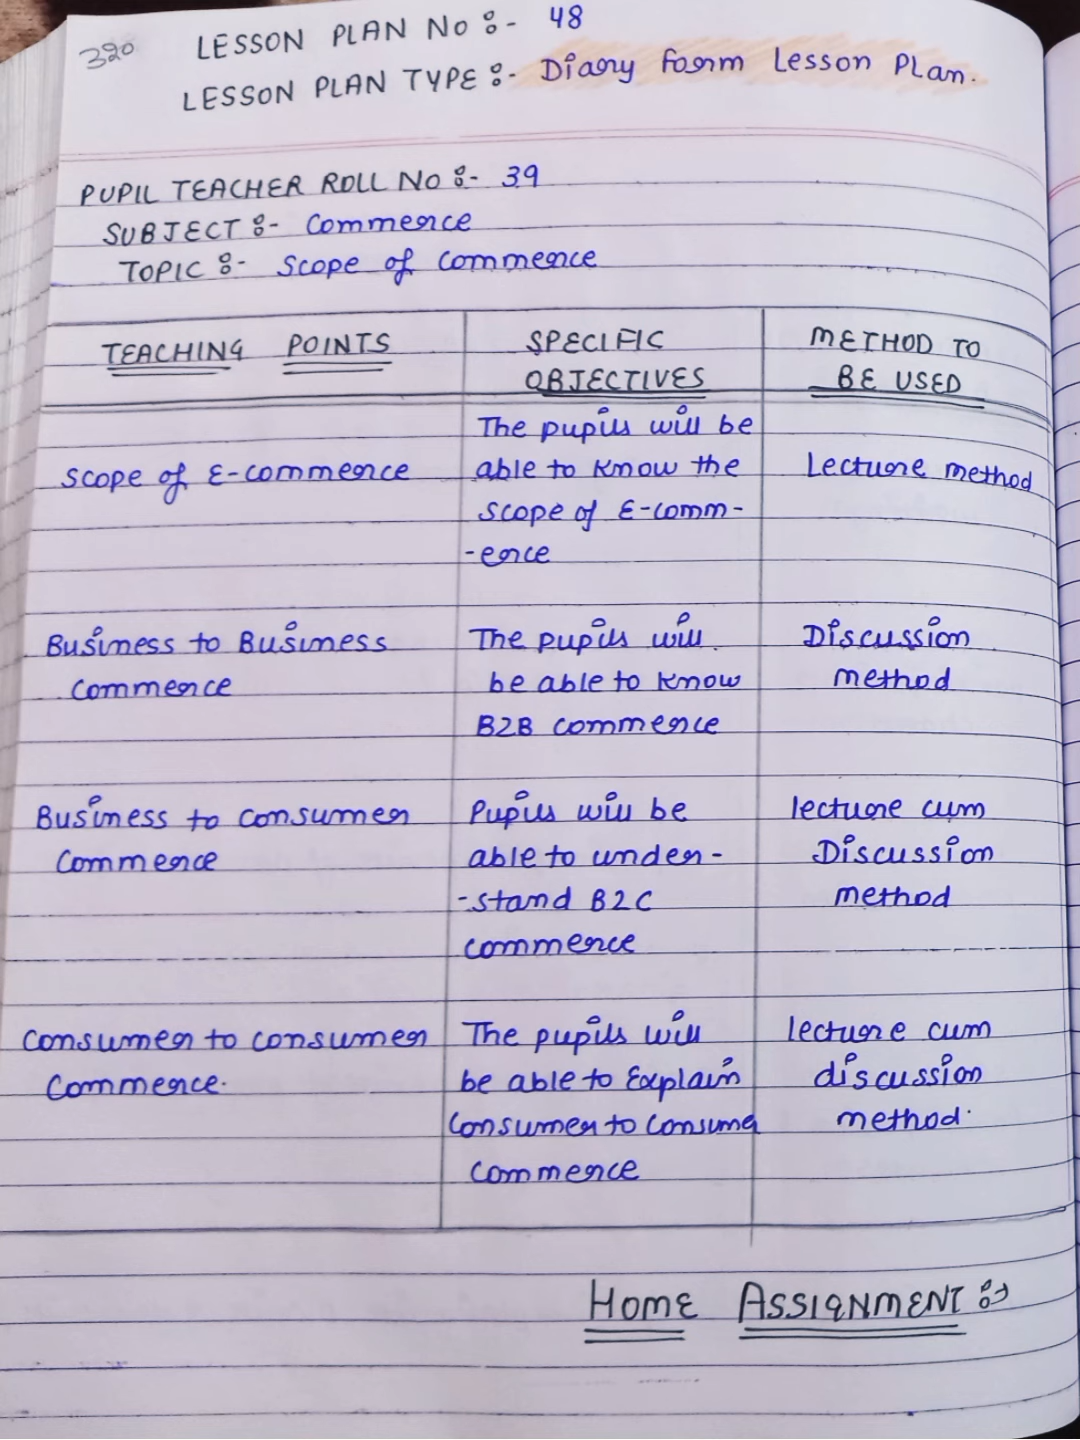 320
LESSON PLAN NO :- 48
LESSON PLAN TYPE :- Diary form Lesson Plan.
PUPIL TEACHER ROLL NO :- 39
SUBJECT :- Commerce
TOPIC :- Scope of commerce
TEACHING POINTS
SPECIFIC
OBJECTIVES
METHOD TO
BE USED
Scope of E-commerce
The pupils will be
able to know the
scope of E-comm-
-erce
Lecture method
Business to Business
commerce
The pupils will.
be able to know
B2B commerce
Discussion
method
Business to consumer
Commerce
Pupils will be
able to under-
-stand B2C
commerce
lecture cum
Discussion
method
Consumer to consumer
Commerce.
The pupils will
be able to Explain
Consumer to Consumer
Commerce
lecture cum
discussion
method.
HOME ASSIGNMENT :→